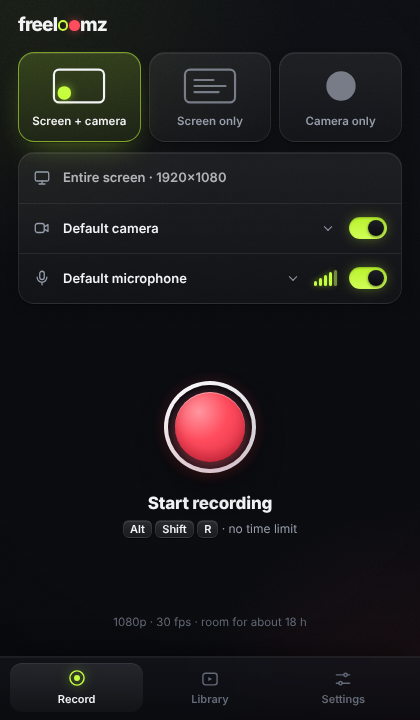 freeloomz
Screen + camera
Screen only
Camera only
Entire screen · 1920×1080
Default camera
Default microphone
Start recording
Alt Shift R · no time limit
1080p · 30 fps · room for about 18 h
Record
Library
Settings